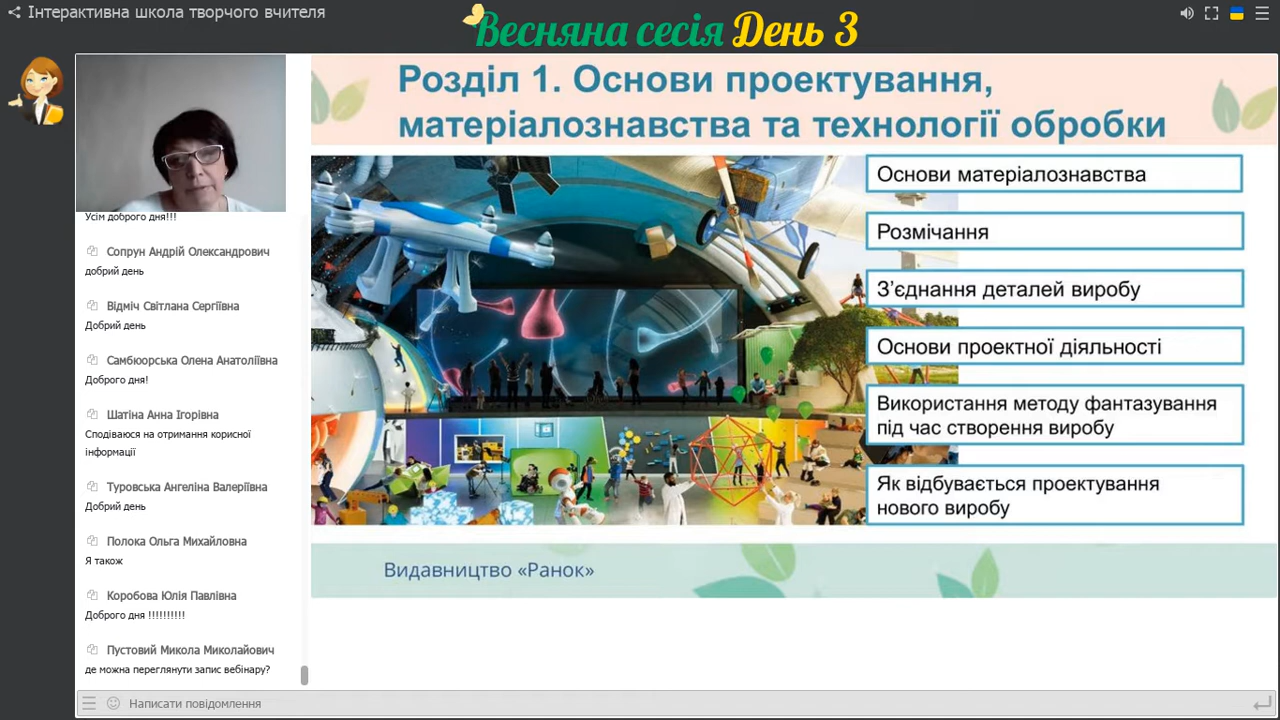 Інтерактивна школа творчого вчителя
Весняна сесія День 3
Усім доброго дня!!!
Сопрун Андрій Олександрович
добрий день
Відміч Світлана Сергіївна
Добрий день
Самбюорська Олена Анатоліївна
Доброго дня!
Шатіна Анна Ігорівна
Сподіваюся на отримання корисної
інформації
Туровська Ангеліна Валеріївна
Добрий день
Полока Ольга Михайловна
Я також
Коробова Юлія Павлівна
Доброго дня !!!!!!!!!!
Пустовий Микола Миколайович
де можна переглянути запис вебінару?
Написати повідомлення
Розділ 1. Основи проектування,
матеріалознавства та технології обробки
Основи матеріалознавства
Розмічання
З’єднання деталей виробу
Основи проектної діяльності
Використання методу фантазування
під час створення виробу
Як відбувається проектування
нового виробу
Видавництво «Ранок»